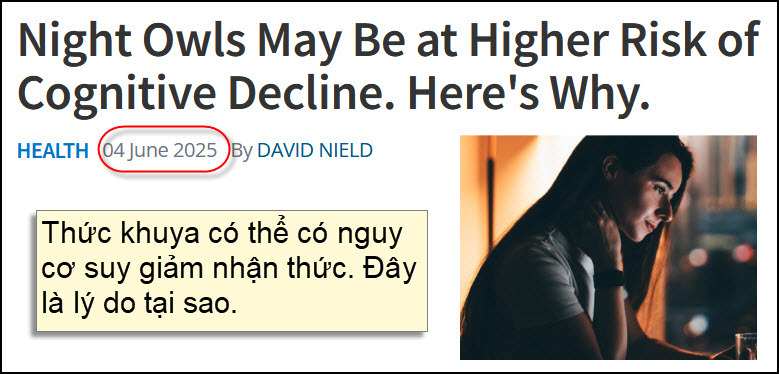 Night Owls May Be at Higher Risk of
Cognitive Decline. Here's Why.
HEALTH 04 June 2025 By DAVID NIELD
Thức khuya có thể có nguy
cơ suy giảm nhận thức. Đây
là lý do tại sao.